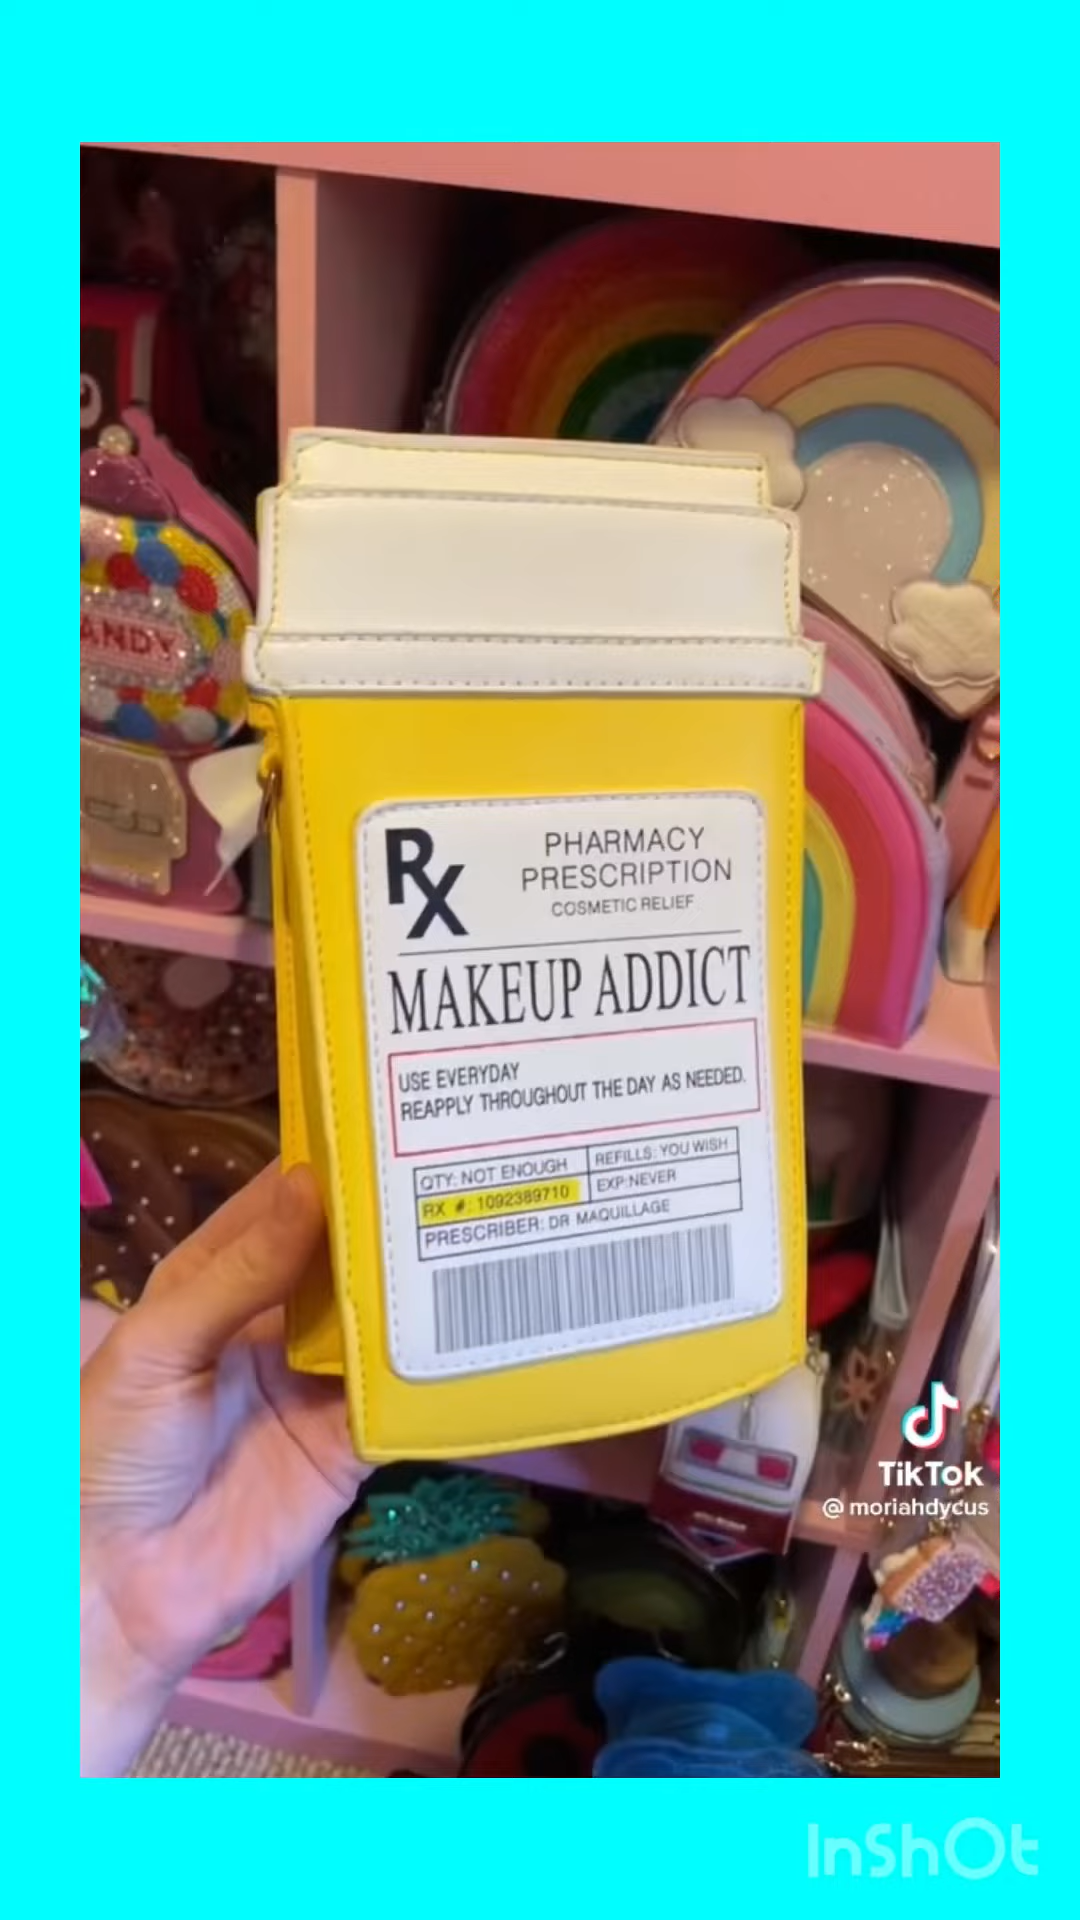 ANDY
Rx
PHARMACY
PRESCRIPTION
COSMETIC RELIEF
MAKEUP ADDICT
USE EVERYDAY
REAPPLY THROUGHOUT THE DAY AS NEEDED.
QTY: NOT ENOUGH
REFILLS: YOU WISH
RX #: 1092389710
EXP:NEVER
PRESCRIBER: DR MAQUILLAGE
TikTok
@moriahdycus
InShOt